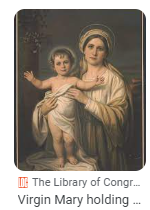 The Library of Congr...
Virgin Mary holding ...